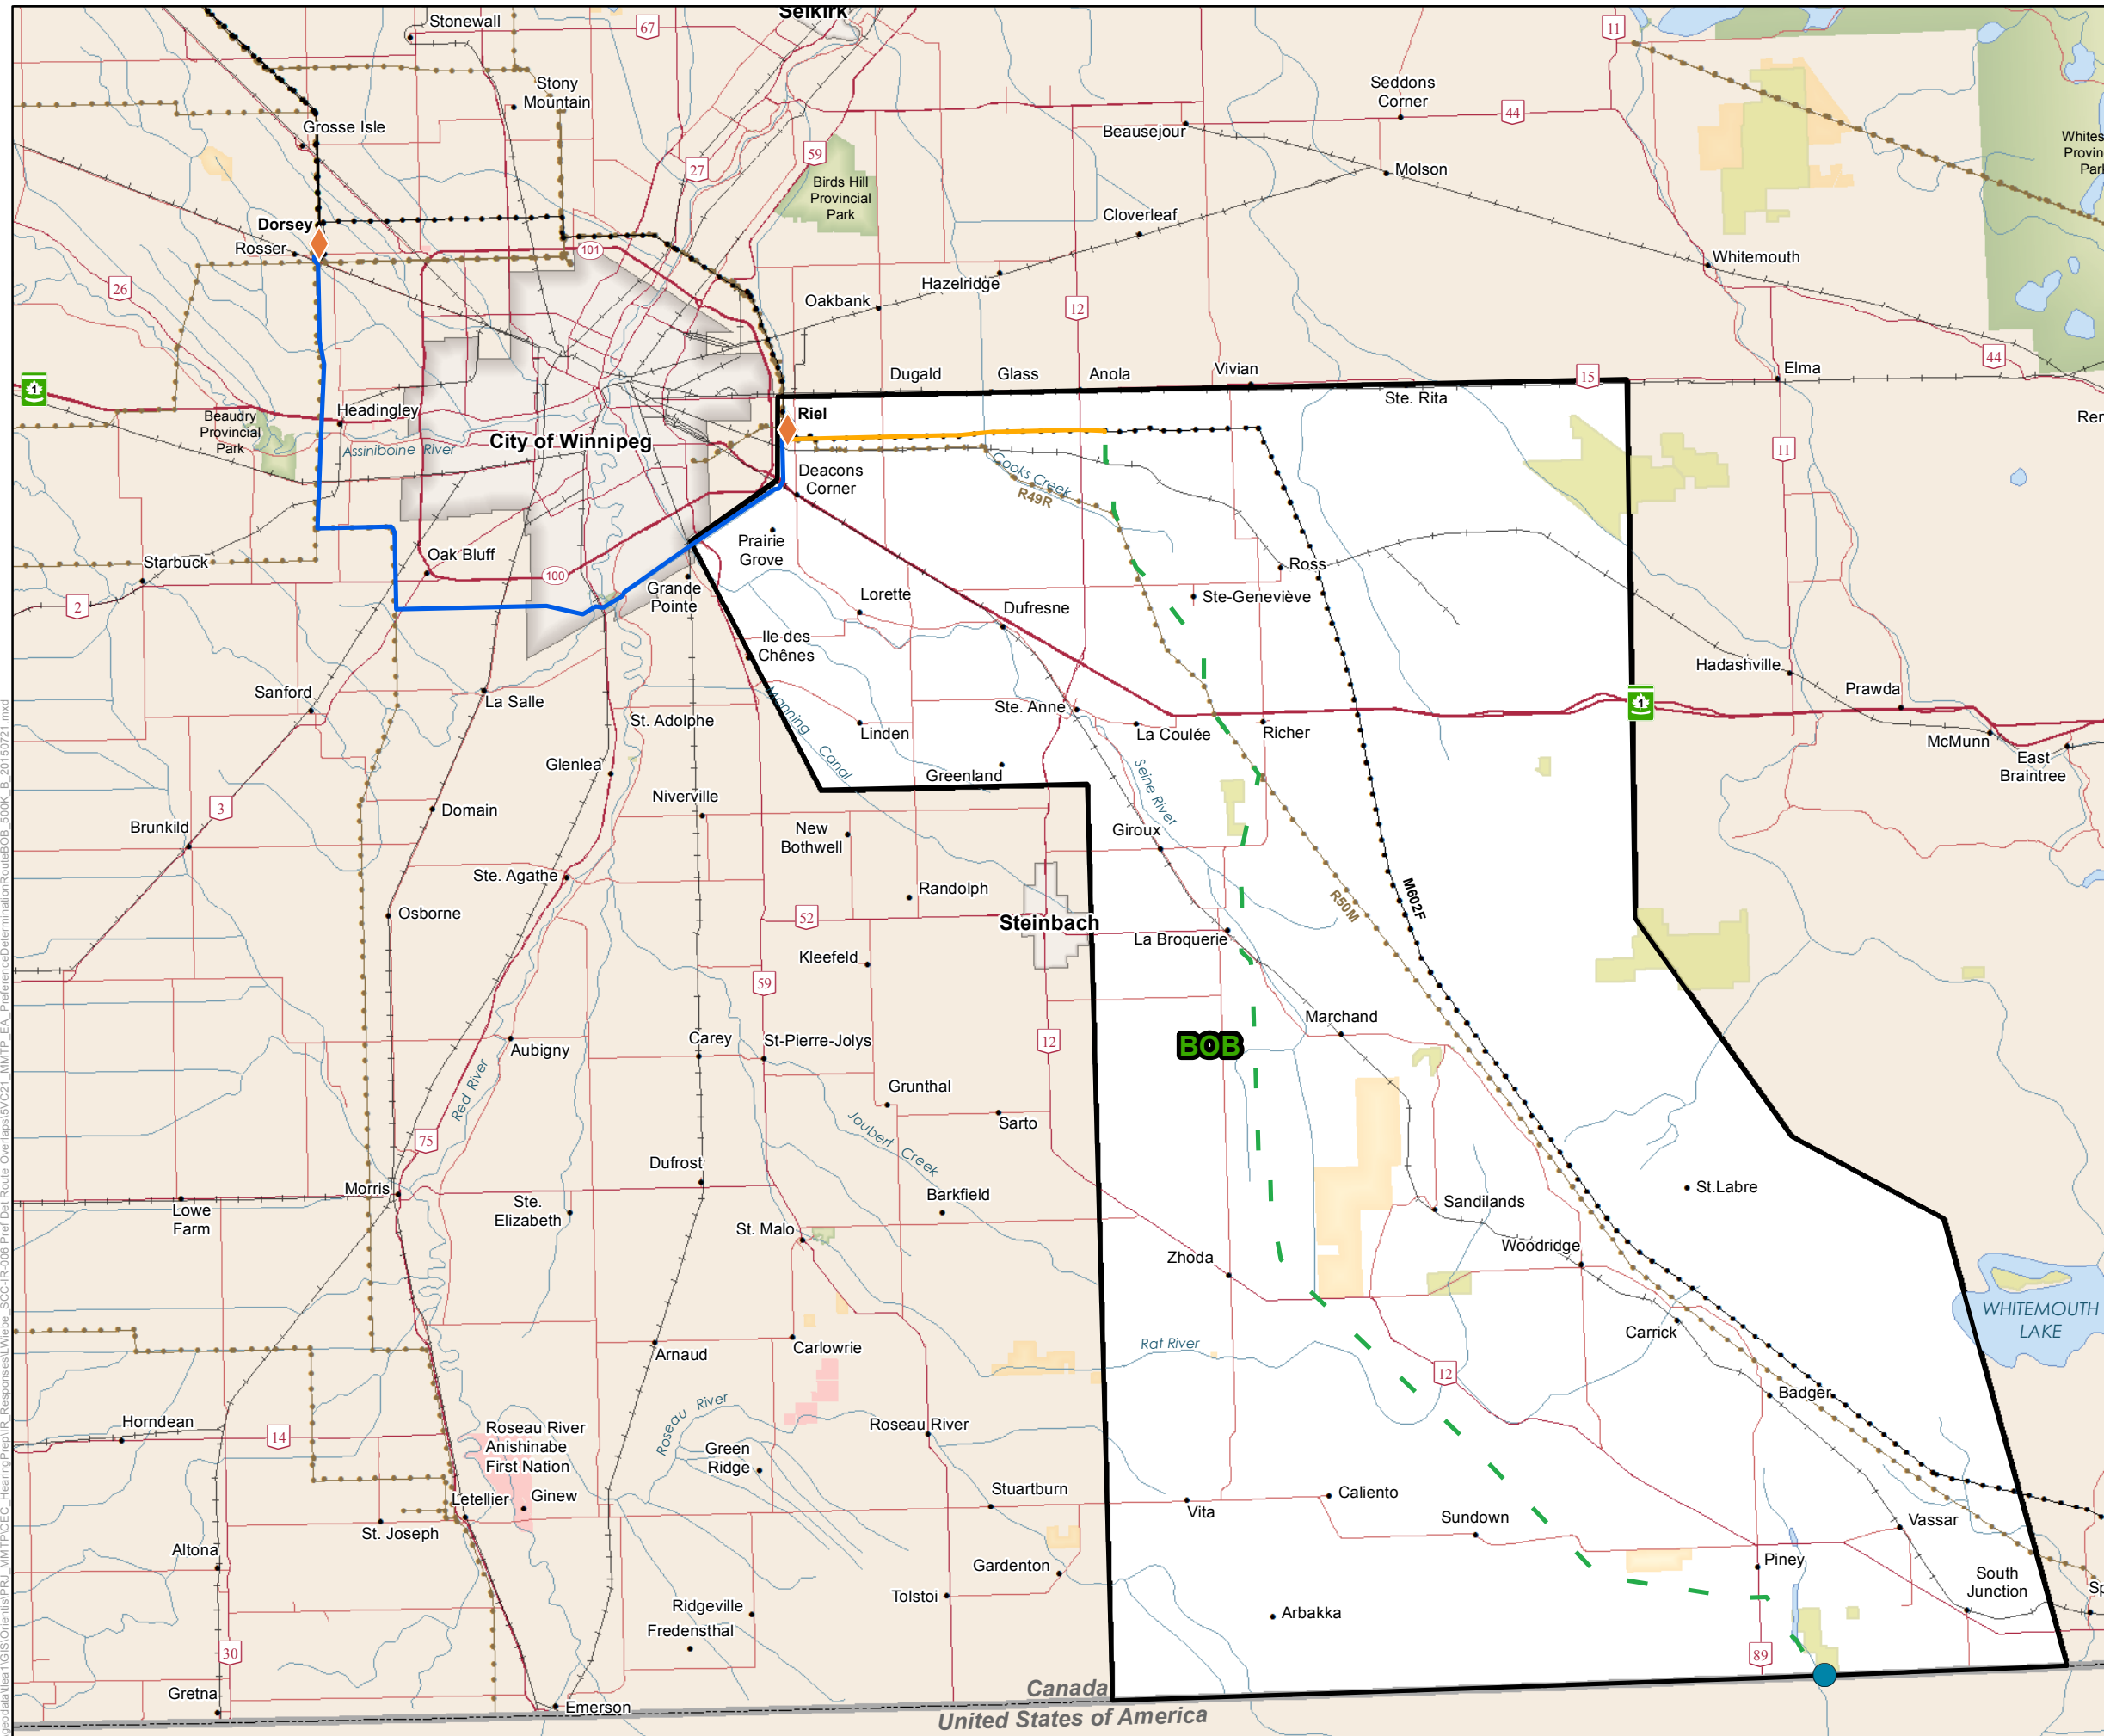 Selkirk
Stonewall
67
11
Stony
Mountain
Seddons
Corner
44
Grosse Isle
Beausejour
59
27
Birds Hill
Provincial
Park
Molson
Cloverleaf
Dorsey
Rosser
101
Whitemouth
26
Hazelridge
Oakbank
12
44
1
Dugald
Glass
Anola
Vivian
15
Elma
Ste. Rita
Beaudry
Provincial
Park
Headingley
Riel
City of Winnipeg
Assiniboine River
11
Deacons
Corner
Cooks Creek
R49R
Prairie
Grove
Oak Bluff
Starbuck
100
Ross
2
Grande
Pointe
Lorette
Dufresne
Ste-Geneviève
Ile des
Chênes
Hadashville
Prawda
Sanford
La Salle
Manning Canal
Ste. Anne
1
St. Adolphe
Linden
La Coulée
Richer
McMunn
East
Braintree
Glenlea
Greenland
Seine River
Niverville
3
Domain
Brunkild
New
Bothwell
Giroux
Ste. Agathe
Randolph
R50M
M602F
Osborne
52
Steinbach
La Broquerie
Kleefeld
59
Marchand
Carey
St-Pierre-Jolys
12
BOB
Aubigny
Red River
Grunthal
Sarto
Joubert Creek
75
Dufrost
Morris
St.Labre
Lowe
Farm
Ste.
Elizabeth
Barkfield
Sandilands
St. Malo
Woodridge
Zhoda
WHITEMOUTH
LAKE
Carrick
Rat River
Arnaud
Carlowrie
12
Badger
Roseau River
Horndean
14
Roseau River
Anishinabe
First Nation
Roseau River
Green
Ridge
Ginew
Letellier
Stuartburn
Caliento
Vita
Sundown
Vassar
St. Joseph
Altona
Gardenton
Piney
South
Junction
Tolstoi
Ridgeville
Arbakka
Fredensthal
30
89
Gretna
Canada
Emerson
United States of America